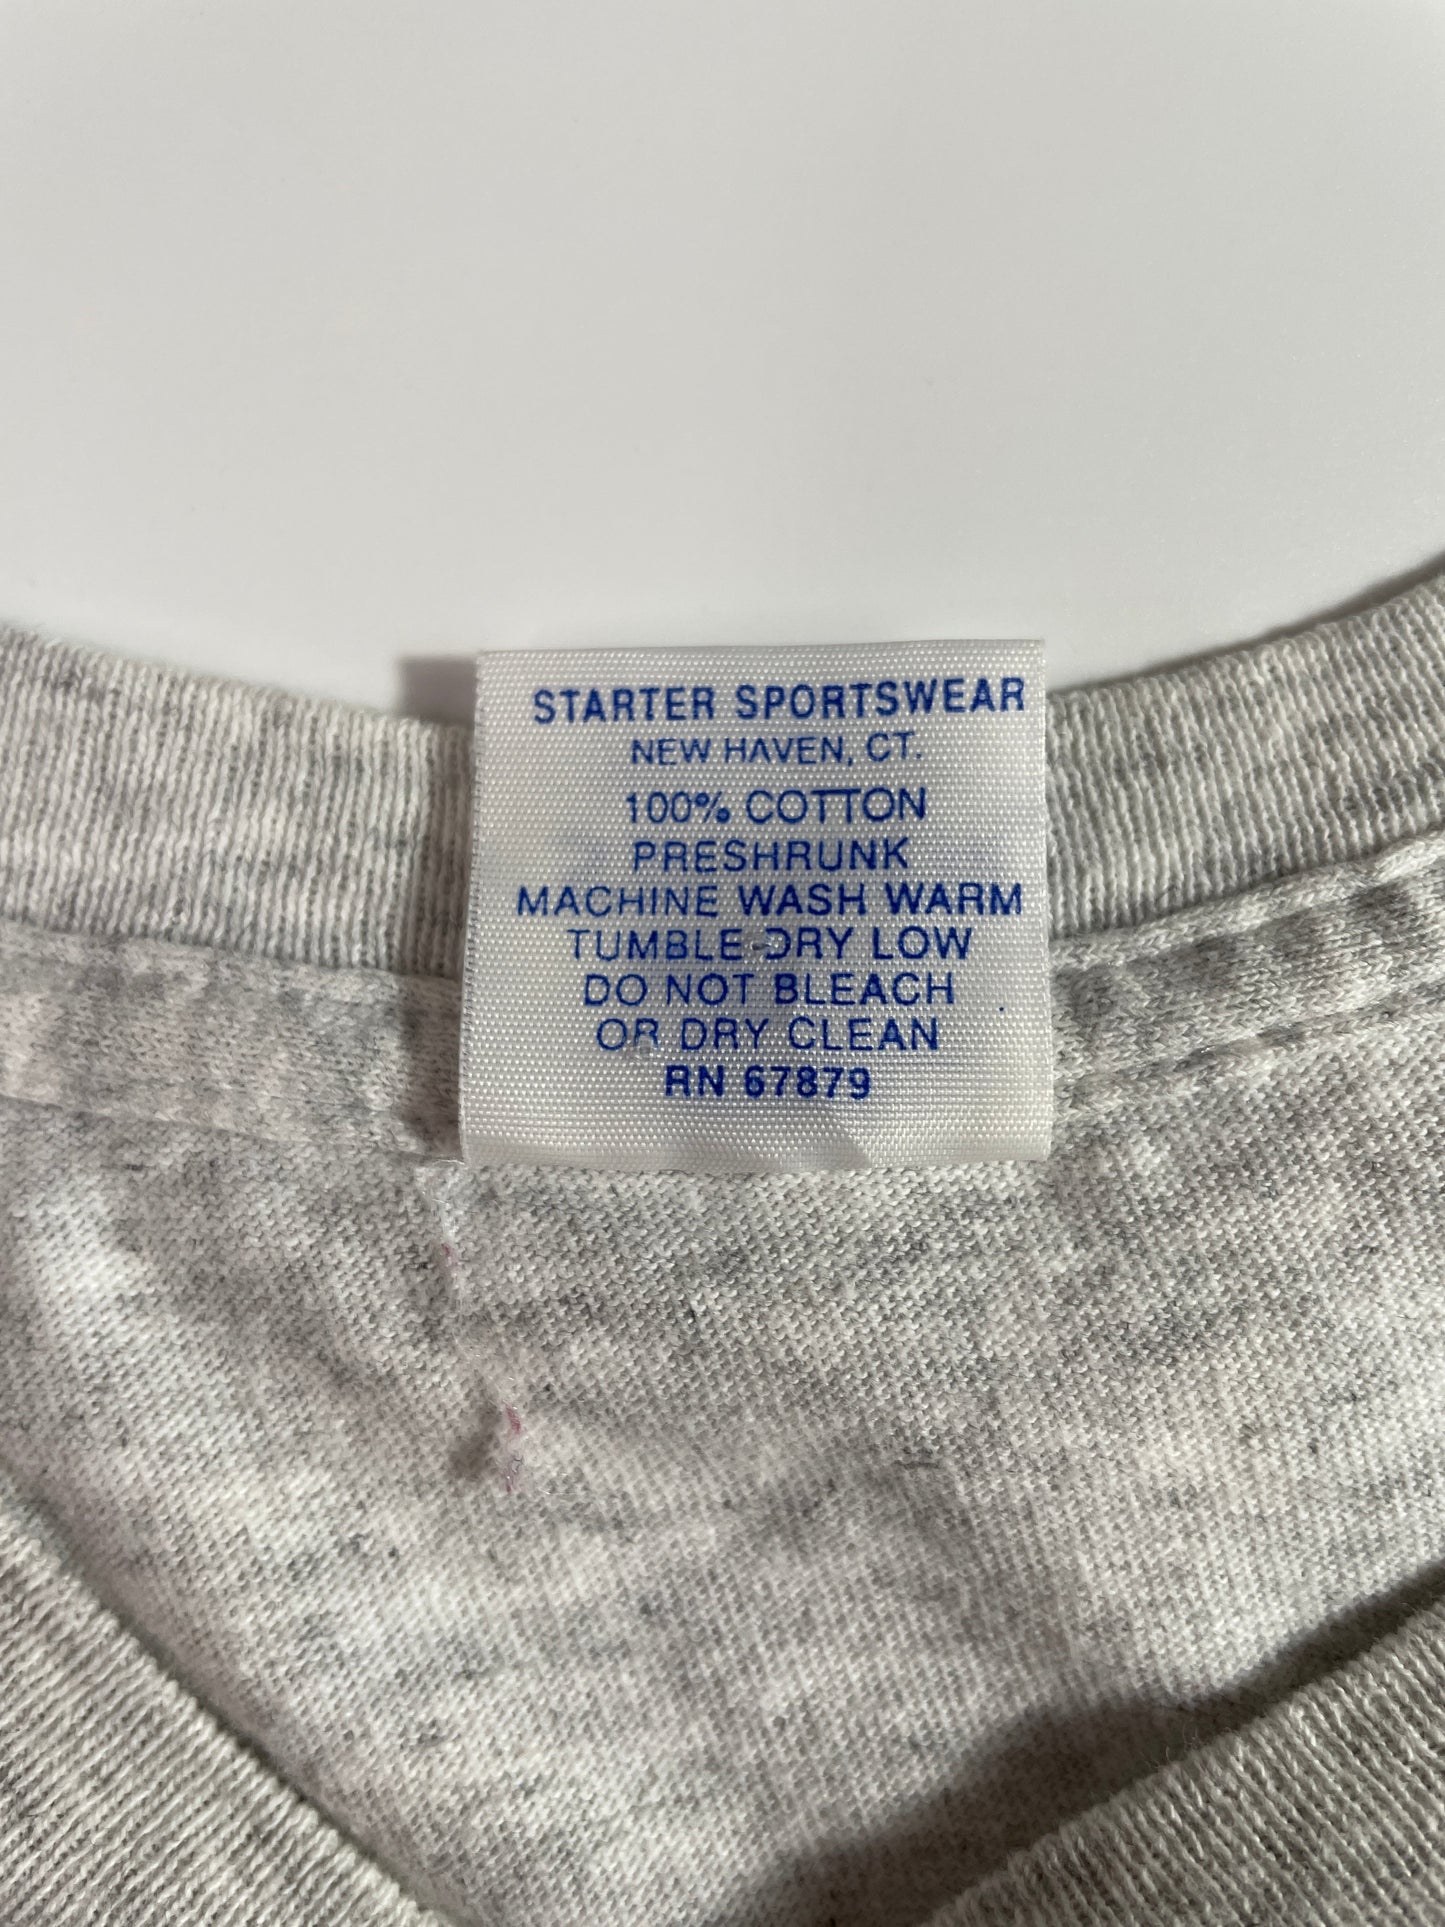 STARTER SPORTSWEAR
NEW HAVEN, CT.
100% COTTON
PRESHRUNK
MACHINE WASH WARM
TUMBLE DRY LOW
DO NOT BLEACH
OR DRY CLEAN
RN 67879